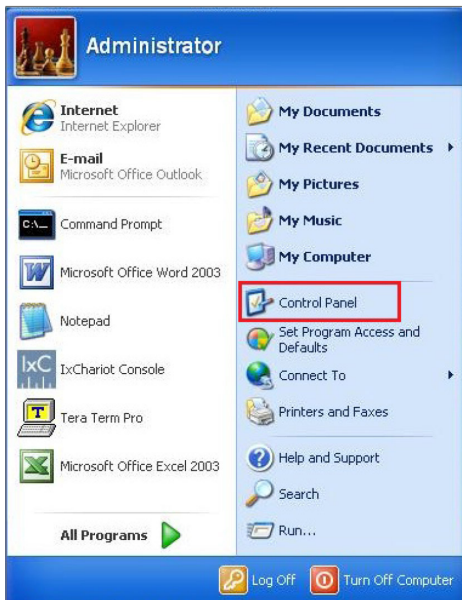 Administrator
Internet
Internet Explorer
E-mail
Microsoft Office Outlook
C:\_
Command Prompt
W
Microsoft Office Word 2003
Notepad
IxC
IxChariot Console
T
Tera Term Pro
Microsoft Office Excel 2003
All Programs
My Documents
My Recent Documents
My Pictures
My Music
My Computer
Control Panel
Set Program Access and
Defaults
Connect To
Printers and Faxes
Help and Support
Search
Run...
Log Off
Turn Off Computer